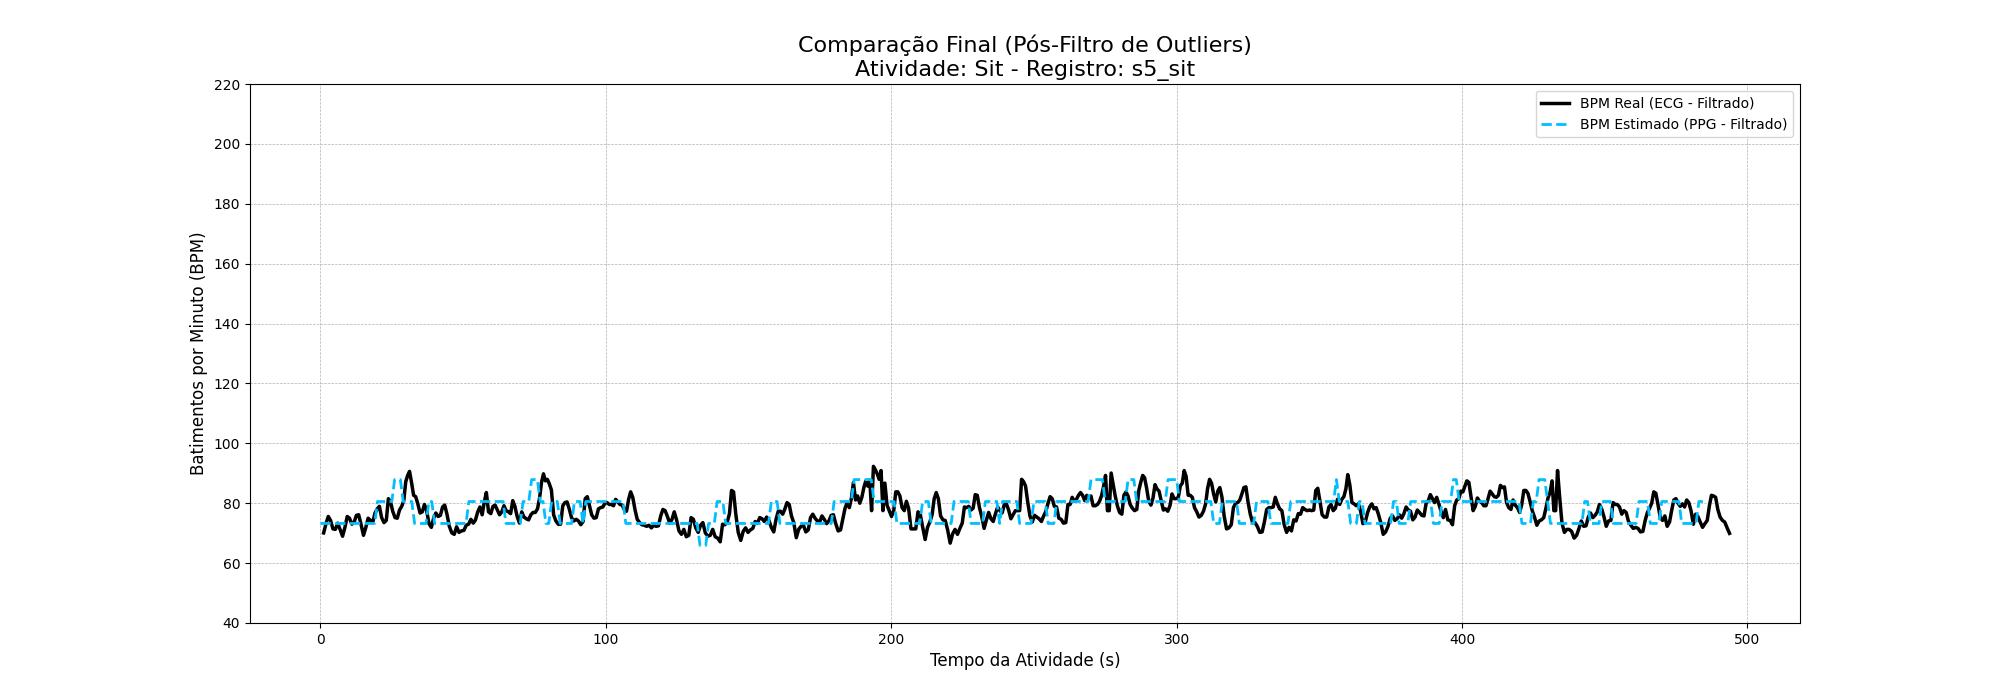 Comparação Final (Pós-Filtro de Outliers)
Atividade: Sit - Registro: s5_sit
BPM Real (ECG - Filtrado)
BPM Estimado (PPG - Filtrado)
Batimentos por Minuto (BPM)
220
200
180
160
140
120
100
80
60
40
0
100
200
300
400
500
Tempo da Atividade (s)